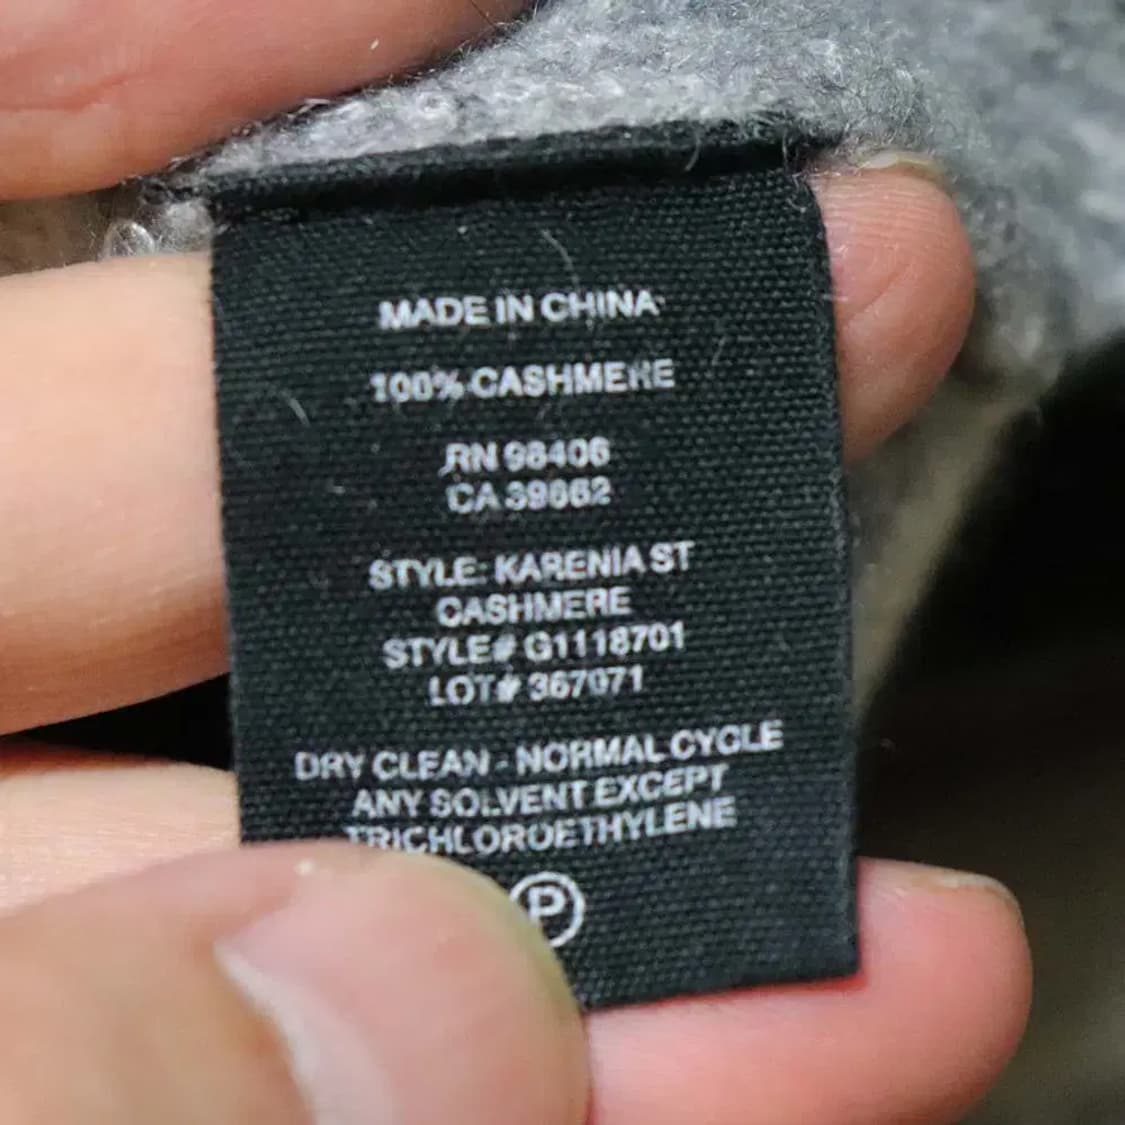 MADE IN CHINA
100% CASHMERE
RN 98406
CA 39662
STYLE: KARENIA ST
CASHMERE
STYLE# G1118701
LOT# 367071
DRY CLEAN - NORMAL CYCLE
ANY SOLVENT EXCEPT
TRICHLOROETHYLENE
P